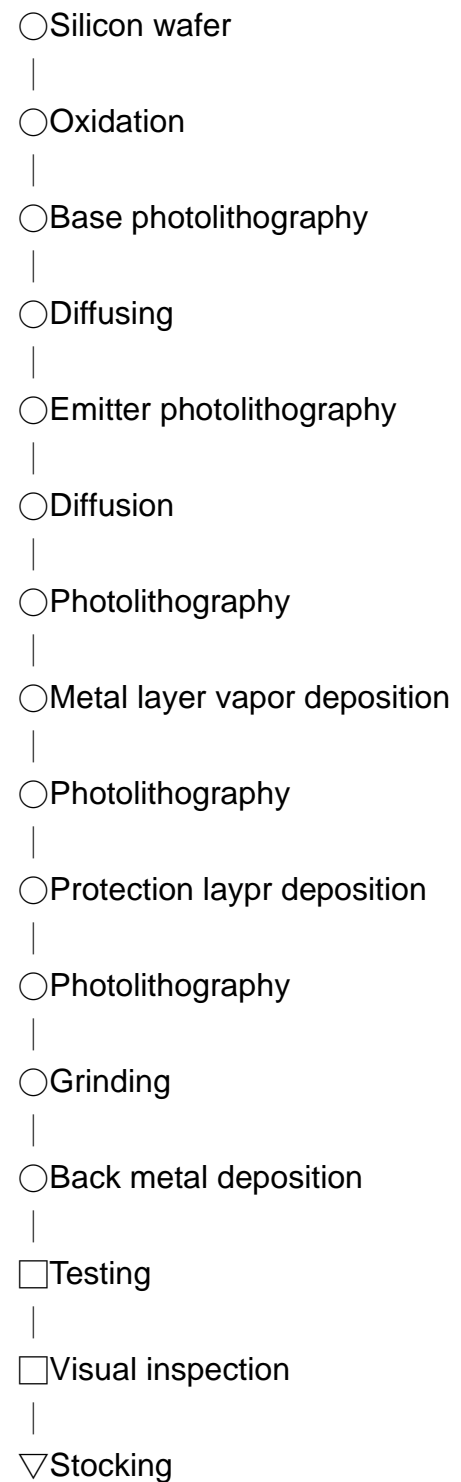 ○Silicon wafer
○Oxidation
○Base photolithography
○Diffusing
○Emitter photolithography
○Diffusion
○Photolithography
○Metal layer vapor deposition
○Photolithography
○Protection laypr deposition
○Photolithography
○Grinding
○Back metal deposition
□Testing
□Visual inspection
▽Stocking